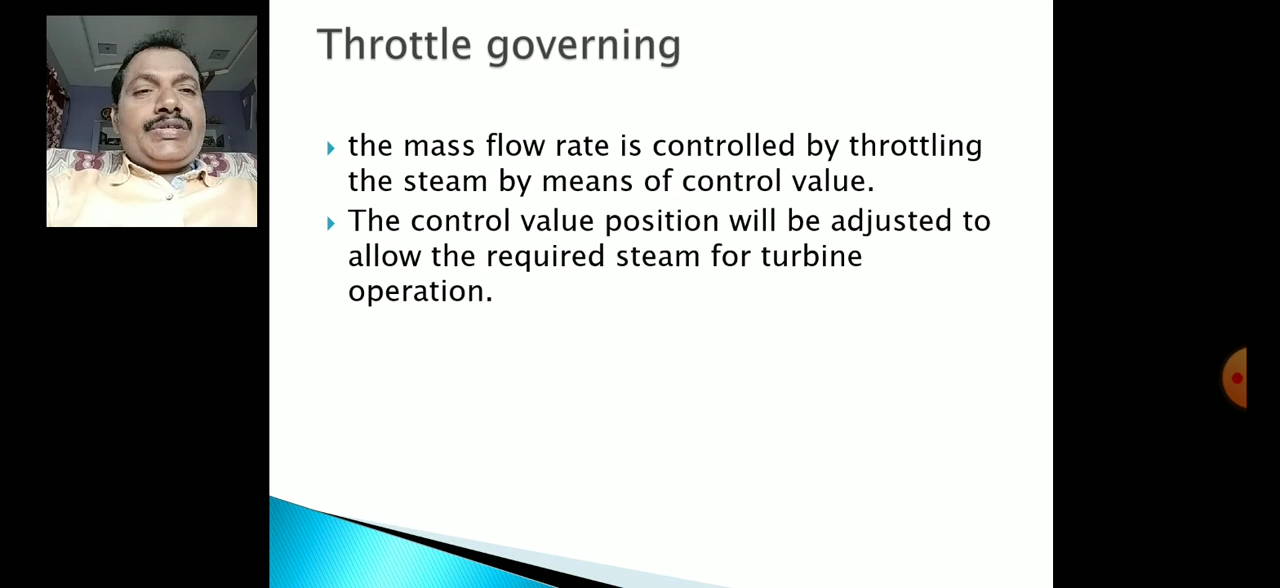 Throttle governing
the mass flow rate is controlled by throttling
the steam by means of control value.
The control value position will be adjusted to
allow the required steam for turbine
operation.